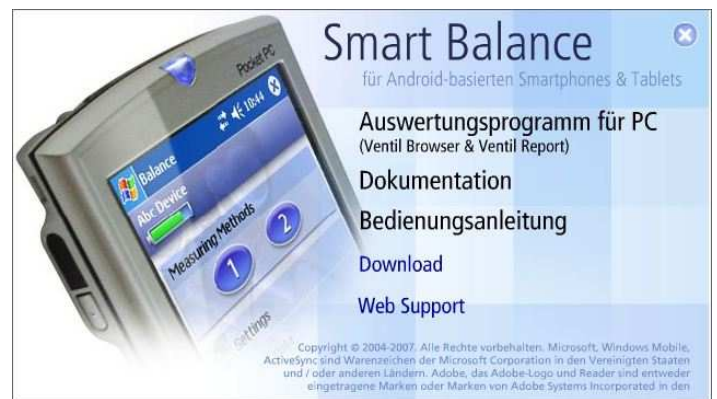 Smart Balance
für Android-basierten Smartphones & Tablets
Pocket PC
10:44
Balance
Abc Device
Measuring Methods
1 2
Settings
Auswertungsprogramm für PC
(Ventil Browser & Ventil Report)
Dokumentation
Bedienungsanleitung
Download
Web Support
Copyright © 2004-2007. Alle Rechte vorbehalten. Microsoft, Windows Mobile,
ActiveSync sind Warenzeichen der Microsoft Corporation in den Vereinigten Staaten
und / oder anderen Ländern. Adobe, das Adobe-Logo und Reader sind entweder
eingetragene Marken oder Marken von Adobe Systems Incorporated in den